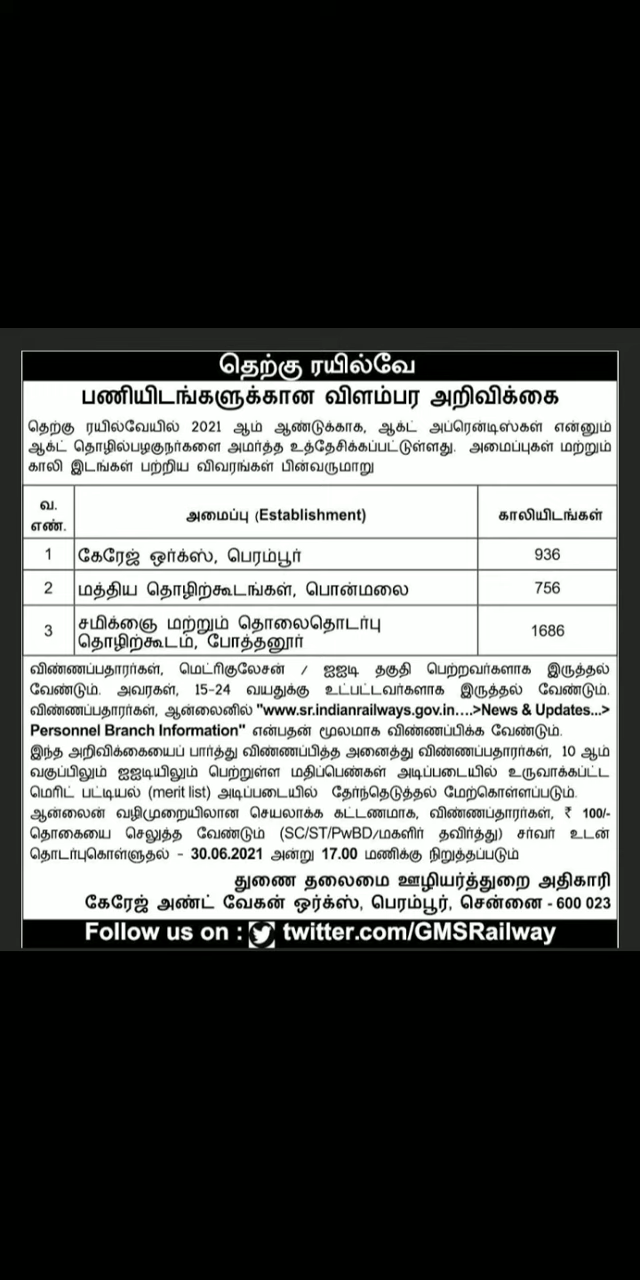 தெற்கு ரயில்வே
பணியிடங்களுக்கான விளம்பர அறிவிக்கை
தெற்கு ரயில்வேயில் 2021 ஆம் ஆண்டுக்காக, ஆக்ட் அப்ரென்டிஸ்கள் என்னும்
ஆக்ட் தொழில்பழகுநர்களை அமர்த்த உத்தேசிக்கப்பட்டுள்ளது. அமைப்புகள் மற்றும்
காலி இடங்கள் பற்றிய விவரங்கள் பின்வருமாறு
வ. எண். அமைப்பு (Establishment) காலியிடங்கள்
1 கேரேஜ் ஒர்க்ஸ், பெரம்பூர் 936
2 மத்திய தொழிற்கூடங்கள், பொன்மலை 756
3 சமிக்ஞை மற்றும் தொலைதொடர்பு
தொழிற்கூடம், போத்தனூர் 1686
விண்ணப்பதாரர்கள், மெட்ரிகுலேசன் / ஐஐடி தகுதி பெற்றவர்களாக இருத்தல்
வேண்டும். அவரகள், 15-24 வயதுக்கு உட்பட்டவர்களாக இருத்தல் வேண்டும்.
விண்ணப்பதாரர்கள், ஆன்லைனில் "www.sr.indianrailways.gov.in....>News & Updates...>
Personnel Branch Information" என்பதன் மூலமாக விண்ணப்பிக்க வேண்டும்.
இந்த அறிவிக்கையைப் பார்த்து விண்ணப்பித்த அனைத்து விண்ணப்பதாரர்கள், 10 ஆம்
வகுப்பிலும் ஐஐடியிலும் பெற்றுள்ள மதிப்பெண்கள் அடிப்படையில் உருவாக்கப்பட்ட
மெரிட் பட்டியல் (merit list) அடிப்படையில் தேர்ந்தெடுத்தல் மேற்கொள்ளப்படும்.
ஆன்லைன் வழிமுறையிலான செயலாக்க கட்டணமாக, விண்ணப்பதாரர்கள், ₹ 100/-
தொகையை செலுத்த வேண்டும் (SC/ST/PwBD/மகளிர் தவிர்த்து) சர்வர் உடன்
தொடர்புகொள்ளுதல் - 30.06.2021 அன்று 17.00 மணிக்கு நிறுத்தப்படும்
துணை தலைமை ஊழியர்த்துறை அதிகாரி
கேரேஜ் அண்ட் வேகன் ஒர்க்ஸ், பெரம்பூர், சென்னை - 600 023
Follow us on : twitter.com/GMSRailway